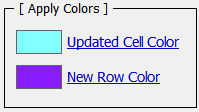 [ Apply Colors ]
Updated Cell Color
New Row Color